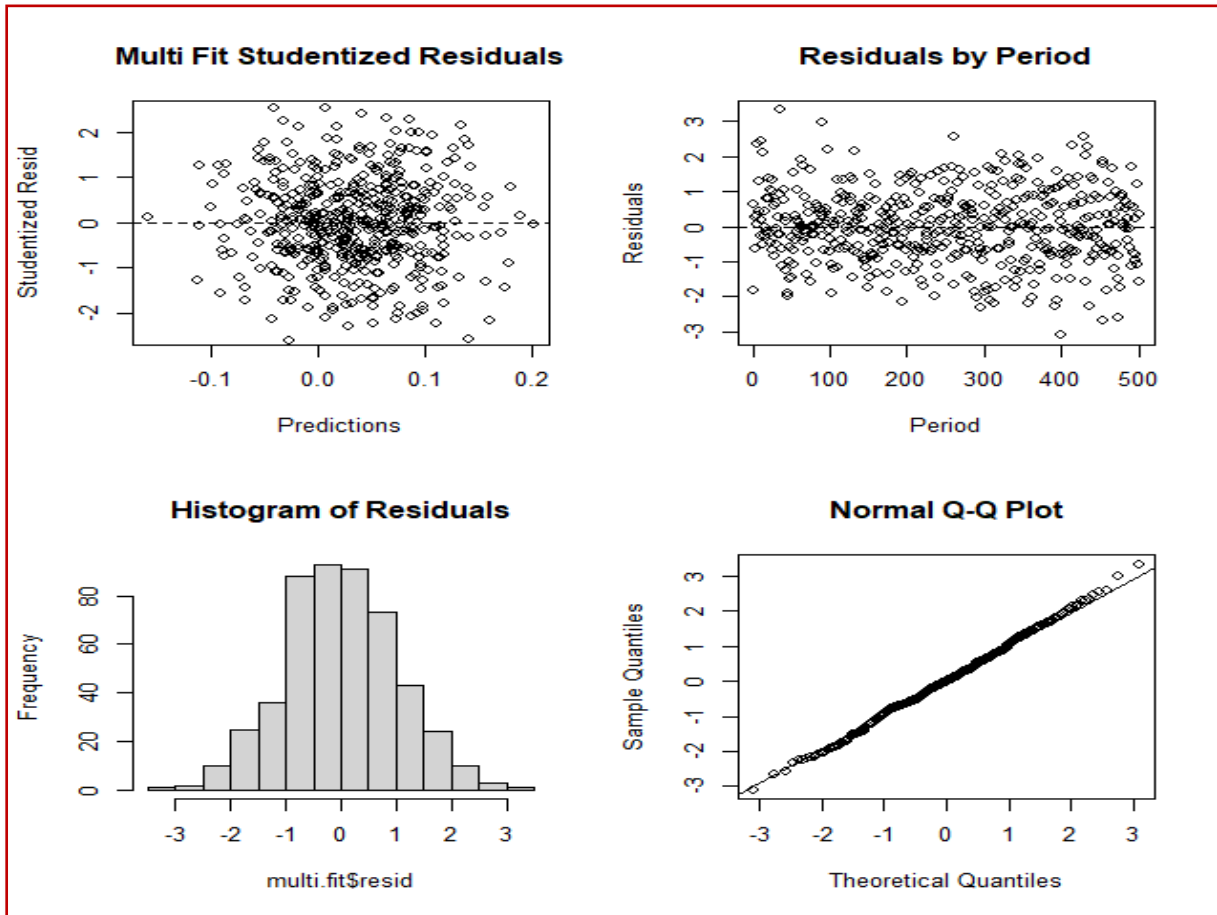 Multi Fit Studentized Residuals
Studentized Resid
2
1
0
-1
-2
-0.1 0.0 0.1 0.2
Predictions
Residuals by Period
Residuals
3
2
1
0
-1
-2
-3
0 100 200 300 400 500
Period
Histogram of Residuals
Frequency
80
60
40
20
0
-3 -2 -1 0 1 2 3
multi.fit$resid
Normal Q-Q Plot
Sample Quantiles
3
2
1
0
-1
-2
-3
-3 -2 -1 0 1 2 3
Theoretical Quantiles